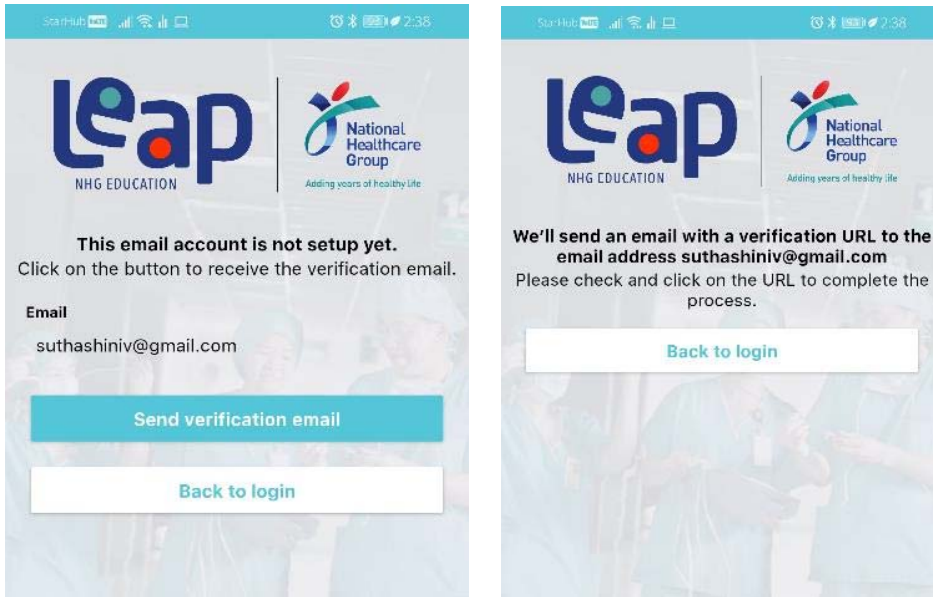 StarHub VoLTE 2:38
Leap
NHG EDUCATION
National
Healthcare
Group
Adding years of healthy life
This email account is not setup yet.
Click on the button to receive the verification email.
Email
suthashiniv@gmail.com
Send verification email
Back to login
StarHub VoLTE 2:38
Leap
NHG EDUCATION
National
Healthcare
Group
Adding years of healthy life
We'll send an email with a verification URL to the
email address suthashiniv@gmail.com
Please check and click on the URL to complete the
process.
Back to login